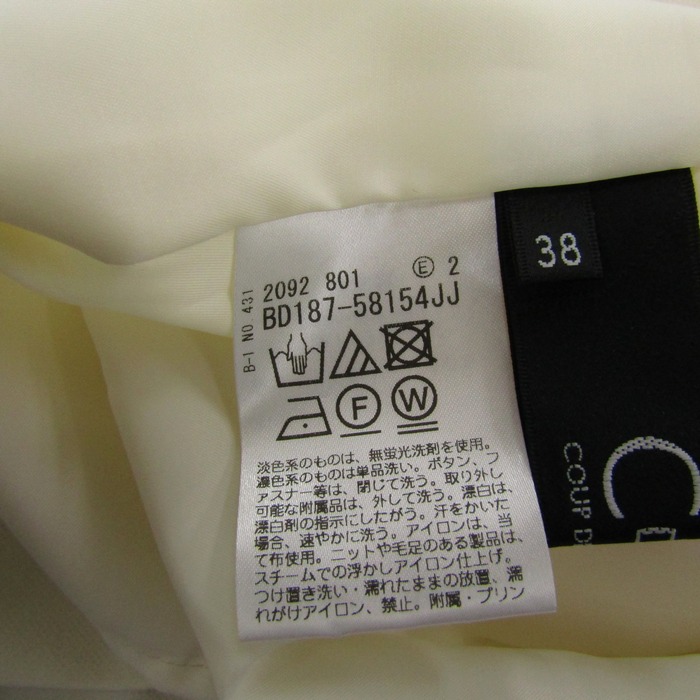 38
2092 801 Ⓔ 2
BD187-58154JJ
B-1 NO 431
F W
淡色系のものは、無蛍光洗剤を使用。
濃色系のものは単品洗い。ボタン、フ
ァスナー等は、閉じて洗う。取り外し
可能な附属品は、外して洗う。漂白は、
漂白剤の指示にしたがう。汗をかいた
場合、速やかに洗う。アイロンは、当
て布使用。ニットや毛足のある製品は、
スチームでの浮かしアイロン仕上げ。
つけ置き洗い・濡れたままの放置、濡
れがけアイロン、禁止。附属・プリン
COUP D